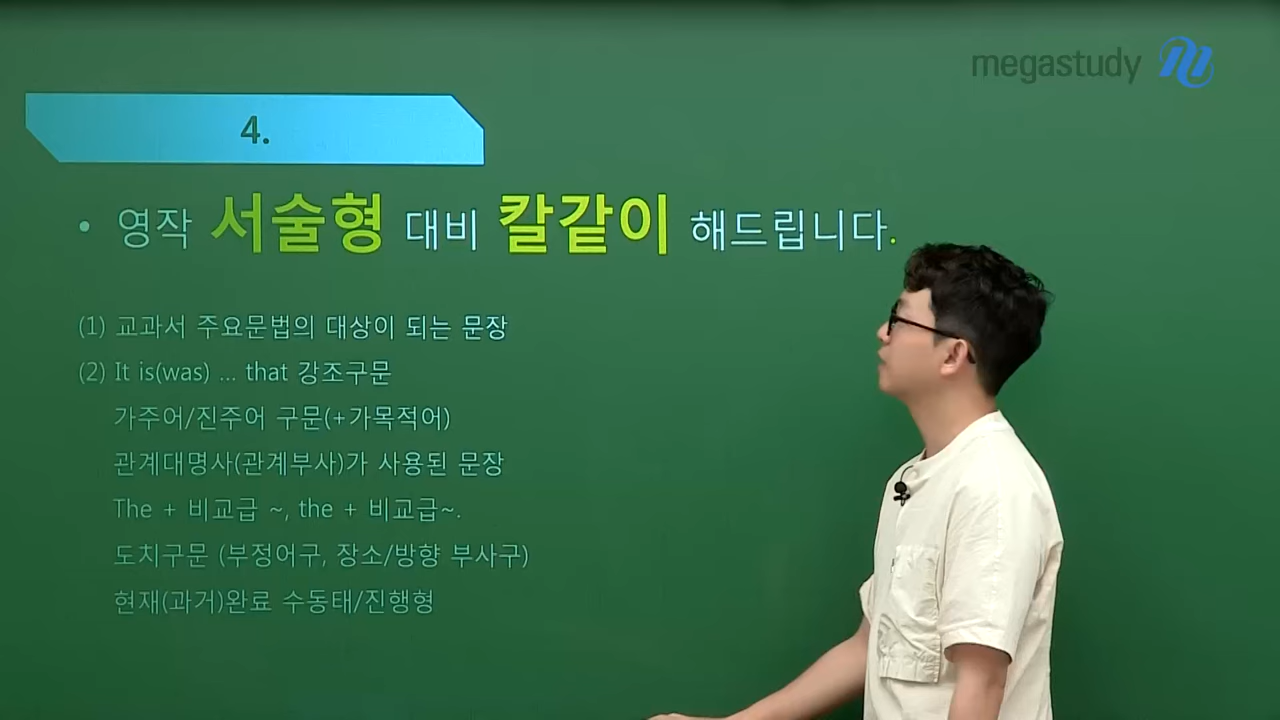 megastudy
4.
• 영작 서술형 대비 칼같이 해드립니다.
(1) 교과서 주요문법의 대상이 되는 문장
(2) It is(was) ... that 강조구문
가주어/진주어 구문(+가목적어)
관계대명사(관계부사)가 사용된 문장
The + 비교급 ~, the + 비교급~.
도치구문 (부정어구, 장소/방향 부사구)
현재(과거)완료 수동태/진행형